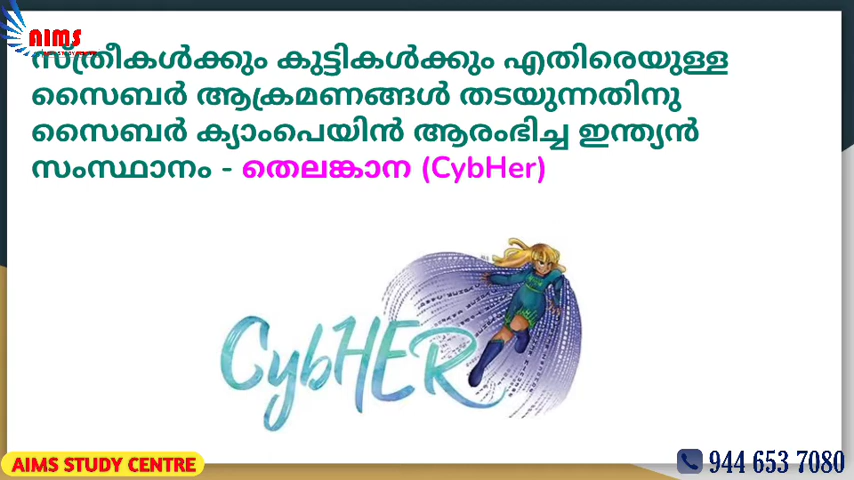 AIMS
സ്ത്രീകൾക്കും കുട്ടികൾക്കും എതിരെയുള്ള
സൈബർ ആക്രമണങ്ങൾ തടയുന്നതിനു
സൈബർ ക്യാംപെയിൻ ആരംഭിച്ച ഇന്ത്യൻ
സംസ്ഥാനം - തെലങ്കാന (CybHer)
CybHER
AIMS STUDY CENTRE
944 653 7080